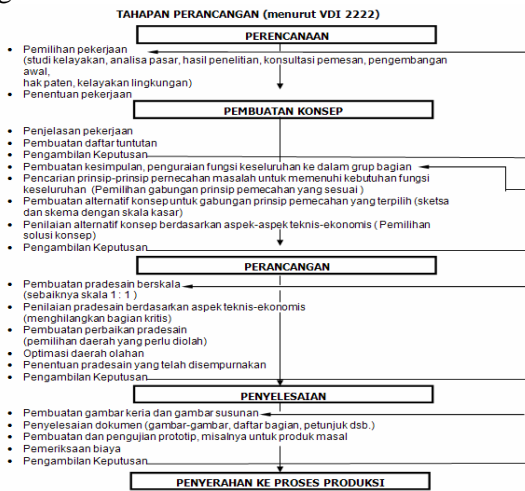 TAHAPAN PERANCANGAN (menurut VDI 2222)
PERENCANAAN
• Pemilihan pekerjaan
(studi kelayakan, analisa pasar, hasil penelitian, konsultasi pemesan, pengembangan
awal,
hak paten, kelayakan lingkungan)
• Penentuan pekerjaan
PEMBUATAN KONSEP
• Penjelasan pekerjaan
• Pembuatan daftar tuntutan
• Pengambilan Keputusan
• Pembuatan kesimpulan, penguraian fungsi keseluruhan ke dalam grup bagian
• Pencarian prinsip-prinsip pernecahan masalah untuk memenuhi kebutuhan fungsi
keseluruhan (Pemilihan gabungan prinsip pemecahan yang sesuai )
• Pembuatan alternatif konsep untuk gabungan prinsip pemecahan yang terpilih (sketsa
dan skema dengan skala kasar)
• Penilaian alternatif konsep berdasarkan aspek-aspek teknis-ekonomis ( Pemilihan
solusi konsep)
• Pengambilan Keputusan
PERANCANGAN
• Pembuatan pradesain berskala
(sebaiknya skala 1 : 1 )
• Penilaian pradesain berdasarkan aspek teknis-ekonomis
(menghilangkan bagian kritis)
• Pembuatan perbaikan pradesain
(pemilihan daerah yang perlu diolah)
• Optimasi daerah olahan
• Penentuan pradesain yang telah disempurnakan
• Pengambilan Keputusan
PENYELESAIAN
• Pembuatan gambar kerja dan gambar susunan
• Penyelesaian dokumen (gambar-gambar, daftar bagian, petunjuk dsb.)
• Pembuatan dan pengujian prototip, misalnya untuk produk masal
• Pemeriksaan biaya
• Pengambilan Keputusan
PENYERAHAN KE PROSES PRODUKSI